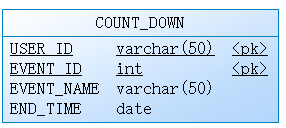 COUNT_DOWN
USER_ID varchar(50) <pk>
EVENT_ID int <pk>
EVENT_NAME varchar(50)
END_TIME date